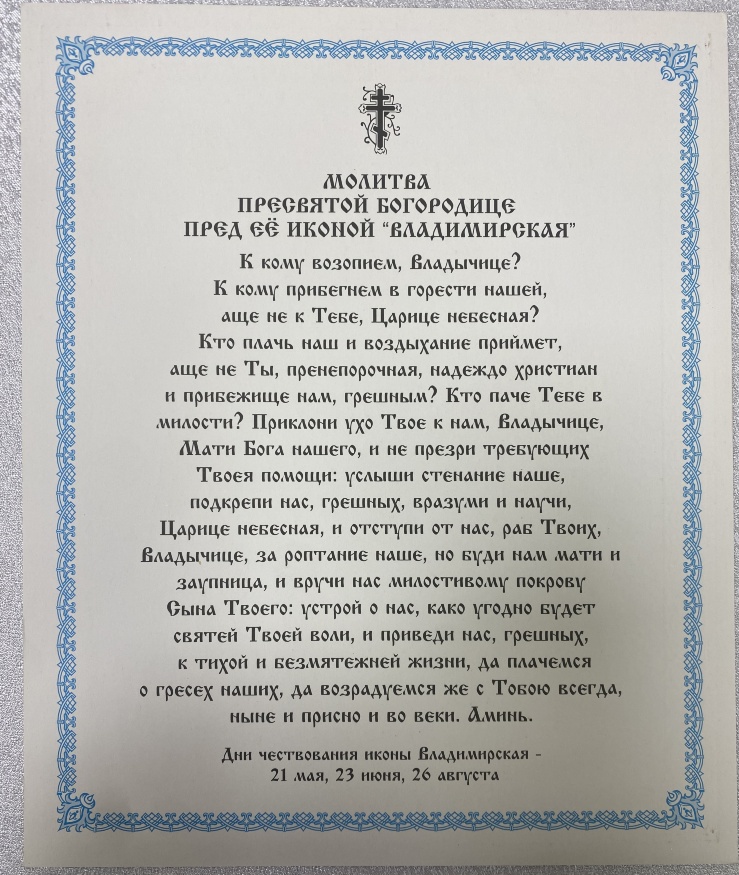 МОЛИТВА
ПРЕСВЯТОЙ БОГОРОДИЦЕ
ПРЕД ЕЁ ИКОНОЙ “ВЛАДИМИРСКАЯ”
К кому возопием, Владычице?
К кому прибегнем в горести нашей,
аще не к Тебе, Царице небесная?
Кто плачь наш и воздыхание приймет,
аще не Ты, пренепорочная, надеждо христиан
и прибежище нам, грешным? Кто паче Тебе в
милости? Приклони ухо Твое к нам, Владычице,
Мати Бога нашего, и не презри требующих
Твоея помощи: услыши стенание наше,
подкрепи нас, грешных, вразуми и научи,
Царице небесная, и отступи от нас, раб Твоих,
Владычице, за роптание наше, но буди нам мати и
заупница, и вручи нас милостивому покрову
Сына Твоего: устрой о нас, како угодно будет
святей Твоей воли, и приведи нас, грешных,
к тихой и безмятежней жизни, да плачемся
о гресех наших, да возрадуемся же с Тобою всегда,
ныне и присно и во веки. Аминь.
Дни чествования иконы Владимирская -
21 мая, 23 июня, 26 августа